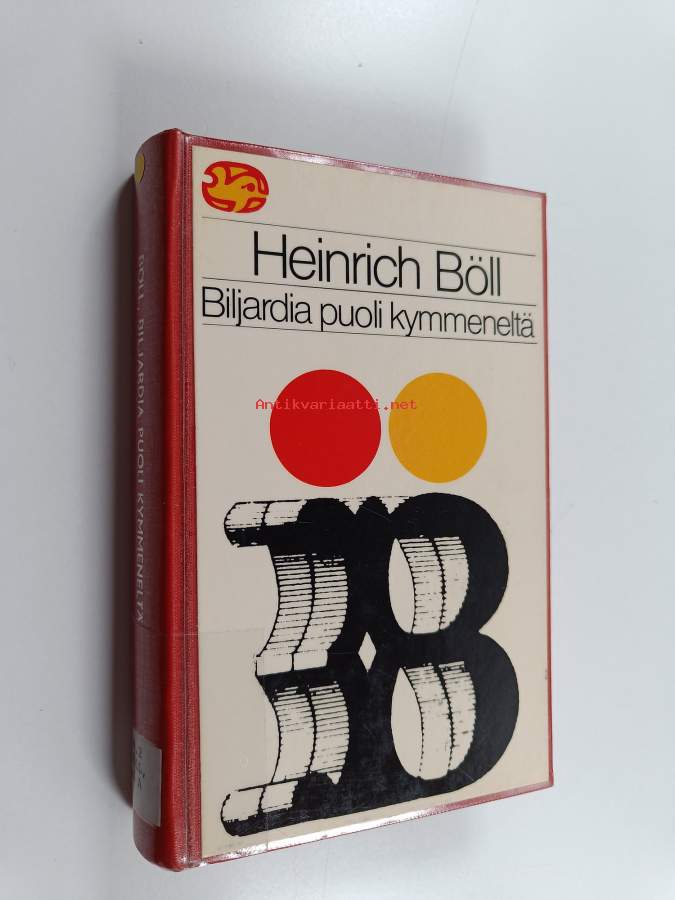 Heinrich Böll
Biljardia puoli kymmeneltä
Antikvariaatti.net
B
BÖLL, BILJARDIA PUOLI KYMMENELTÄ